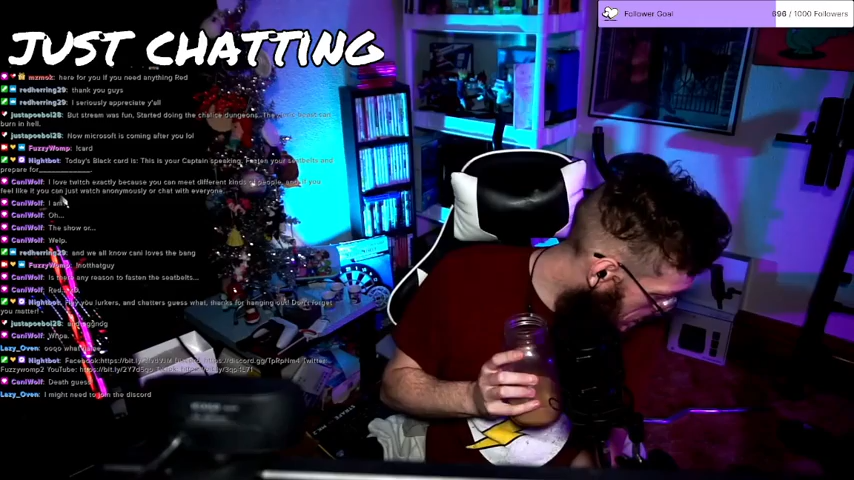 Follower Goal
696 / 1000 Followers
JUST CHATTING
mzmolz: here for you if you need anything Red
redherring29: thank you guys
redherring29: I seriously appreciate y'all
justapoeboi28: But stream was fun, Started doing the chalice dungeons. They
burn in hell.
justapoeboi28: Now microsoft is coming after you lol
FuzzyWomp: !card
Nightbot: Today's Black card is: This is your Captain speaking. Fasten your seatbelts and
prepare for
CaniWolf: I love twitch exactly because you can meet different kinds of people, and if you
feel like it you can just watch anonymously or chat with everyone.
CaniWolf: I am
CaniWolf: Oh...
CaniWolf: The show or...
CaniWolf: Welp.
redherring29: and we all know cani loves the bang
FuzzyWomp: !notthatguy
CaniWolf: Is there any reason to fasten the seatbelts...
CaniWolf: Red...
Nightbot: Hey you lurkers, and chatters guess what, thanks for hanging out! Don't forget
you matter!
justapoeboi28:
CaniWolf: Whps.
Lazy_Oven: oooo what
Nightbot: Facebook: Twitter:
YouTube:
CaniWolf: Death guess
Lazy_Oven: I might need to join the discord